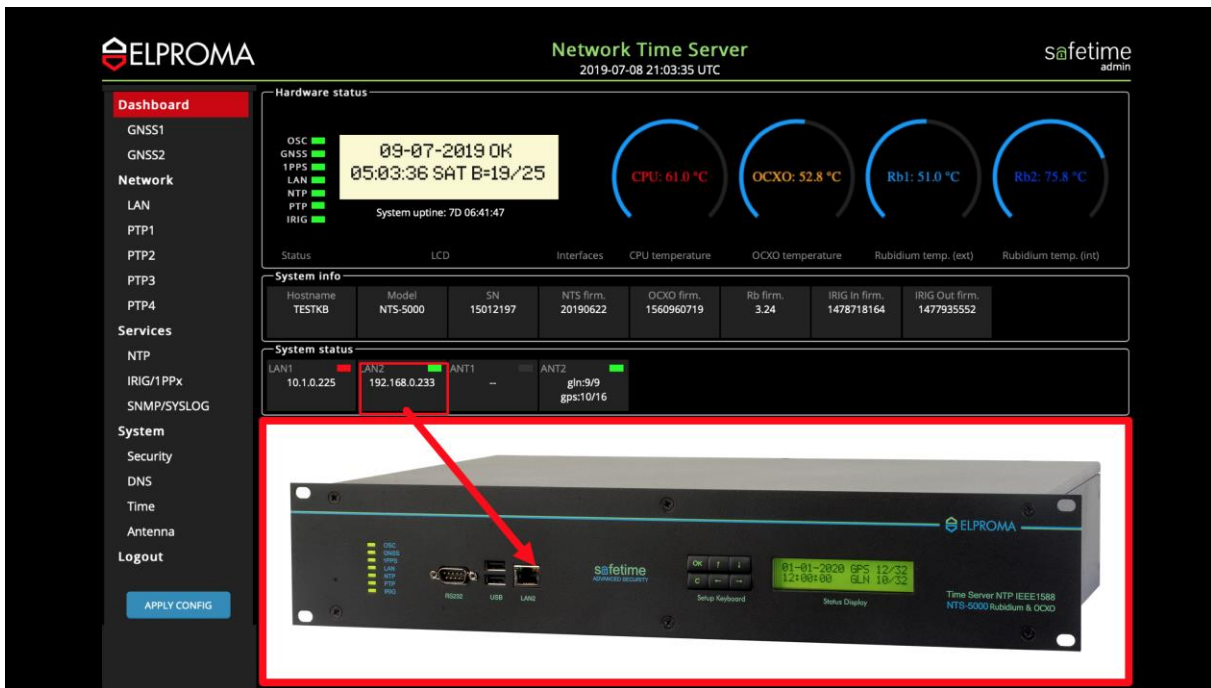 ELPROMA
Network Time Server
2019-07-08 21:03:35 UTC
safetime
admin
Dashboard
GNSS1
GNSS2
Network
LAN
PTP1
PTP2
PTP3
PTP4
Services
NTP
IRIG/1PPx
SNMP/SYSLOG
System
Security
DNS
Time
Antenna
Logout
APPLY CONFIG
Hardware status
OSC
GNSS
1PPS
LAN
NTP
PTP
IRIG
09-07-2019 OK
05:03:36 SAT B=19/25
System uptine: 7D 06:41:47
CPU: 61.0 °C
OCXO: 52.8 °C
Rb1: 51.0 °C
Rb2: 75.8 °C
Status LCD Interfaces CPU temperature OCXO temperature Rubidium temp. (ext) Rubidium temp. (int)
System info
Hostname Model SN NTS firm. OCXO firm. Rb firm. IRIG In firm. IRIG Out firm.
TESTKB NTS-5000 15012197 20190622 1560960719 3.24 1478718164 1477935552
System status
LAN1 LAN2 ANT1 ANT2
10.1.0.225 192.168.0.233 -- gln:9/9
gps:10/16
ELPROMA
OSC
GNSS
1PPS
LAN
NTP
PTP
IRIG
RS232 USB LAN2
safetime
ADVANCED SECURITY
OK ↑ ↓
C ← →
Setup Keyboard
01-01-2020 GPS 12/32
12:00:00 GLN 10/32
Status Display
Time Server NTP IEEE1588
NTS-5000 Rubidium & OCXO